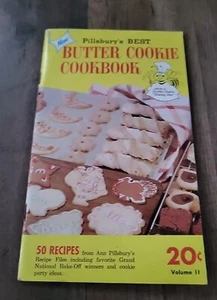 New
Pillsbury's BEST
BUTTER COOKIE
COOKBOOK
50 RECIPES from Ann Pillsbury's
Recipe Files including favorite Grand
National Bake-Off winners and cookie
party ideas.
20¢
Volume II